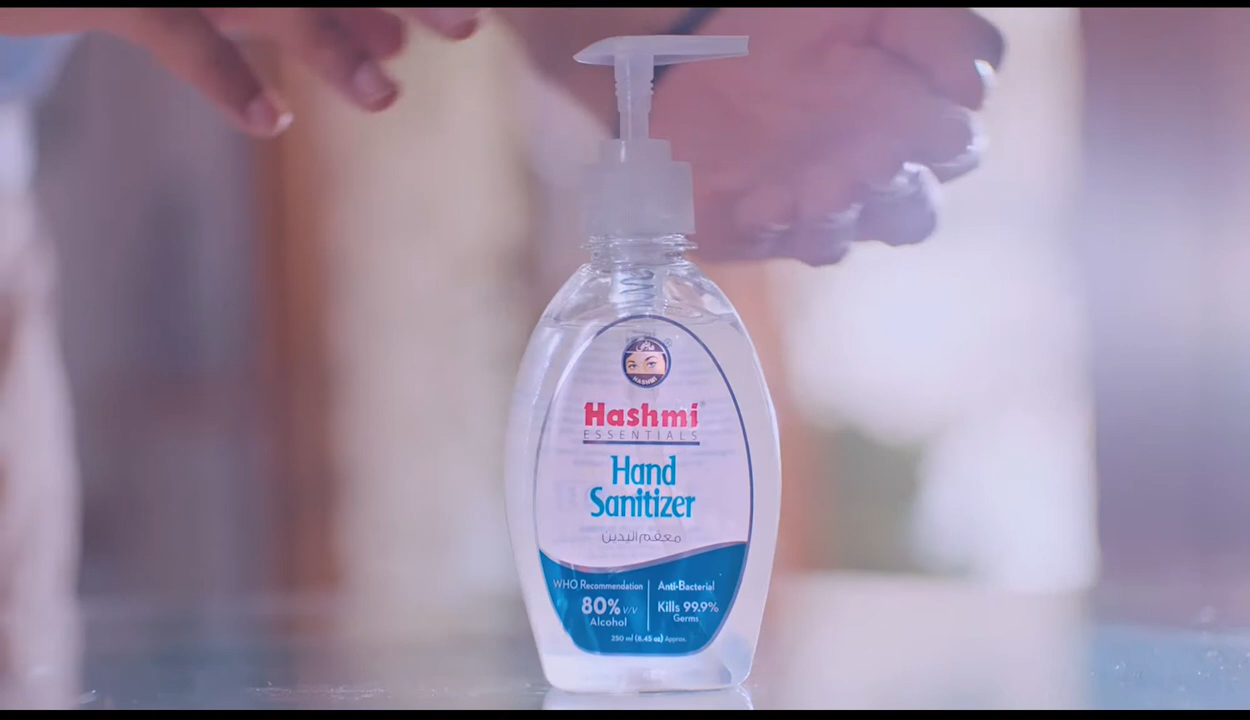 هاشمی
HASHMI
Hashmi
ESSENTIALS
Hand
Sanitizer
معقم اليدين
WHO Recommendation
80% v/v
Alcohol
Anti-Bacterial
Kills 99.9%
Germs
250 ml (8.45 oz) Approx.